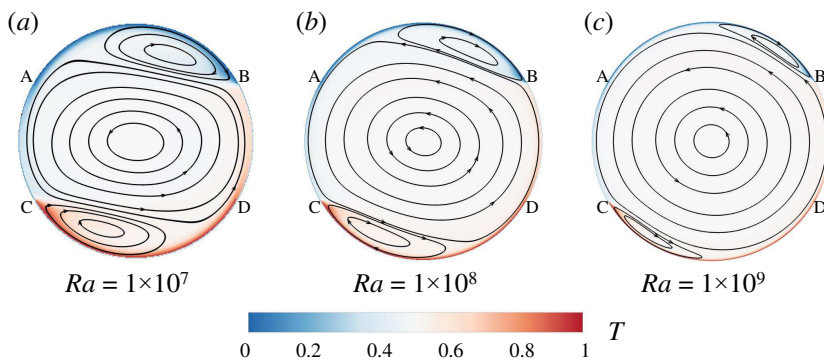 (a) (b) (c)
A B A B A B
C D C D C D
Ra = 1×10⁷ Ra = 1×10⁸ Ra = 1×10⁹
T
0 0.2 0.4 0.6 0.8 1